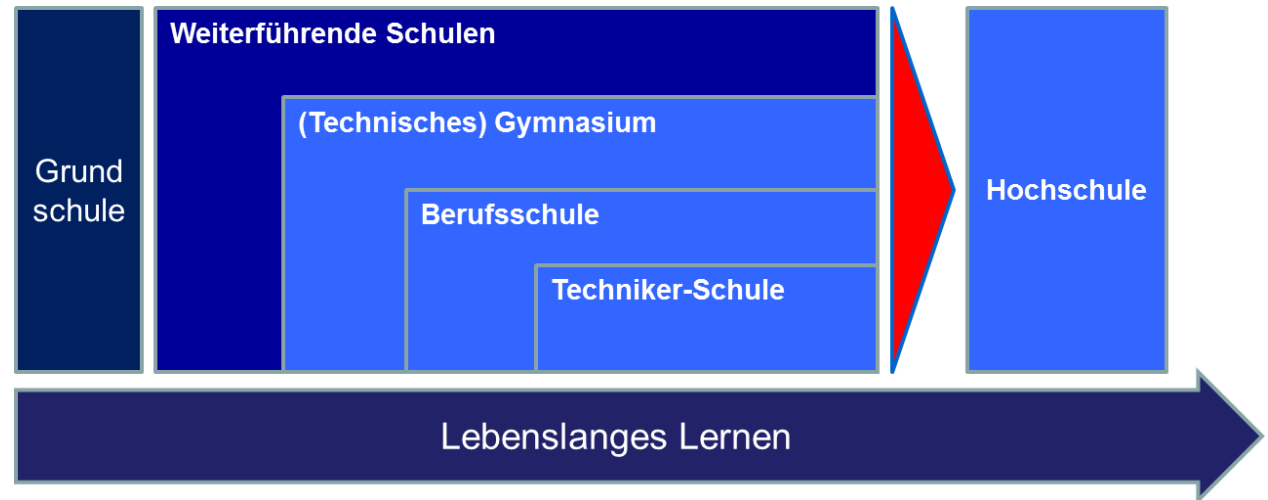 Grund
schule
Weiterführende Schulen
(Technisches) Gymnasium
Berufsschule
Techniker-Schule
Hochschule
Lebenslanges Lernen